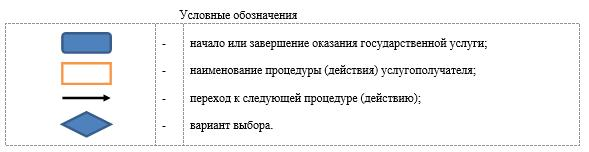 Условные обозначения
- начало или завершение оказания государственной услуги;
- наименование процедуры (действия) услугополучателя;
- переход к следующей процедуре (действию);
- вариант выбора.